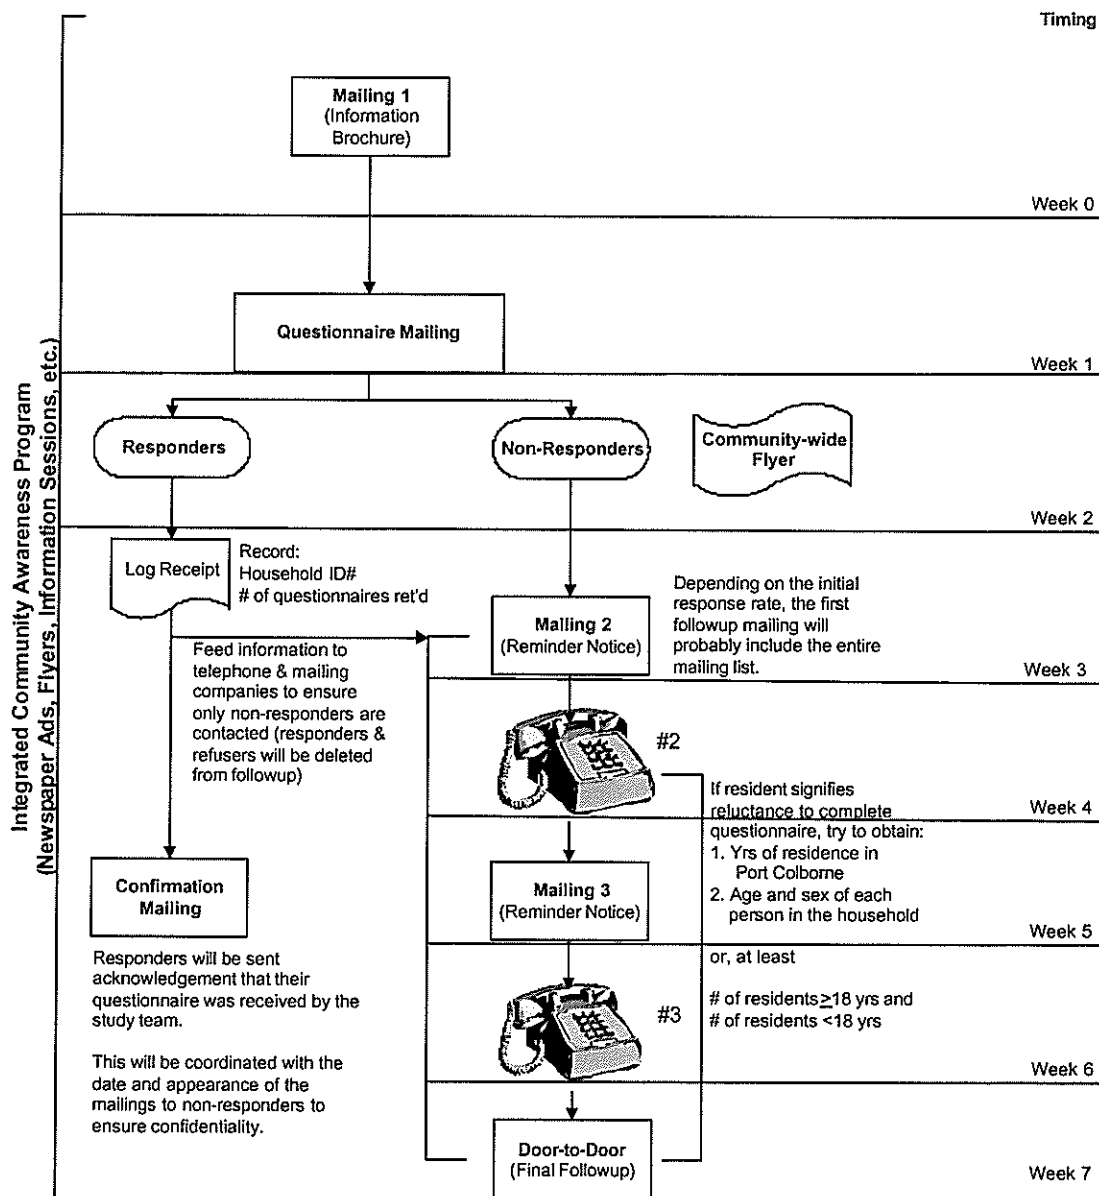 Timing
Integrated Community Awareness Program
(Newspaper Ads, Flyers, Information Sessions, etc.)
Mailing 1
(Information
Brochure)
Week 0
Questionnaire Mailing
Week 1
Responders
Non-Responders
Community-wide
Flyer
Week 2
Log Receipt
Record:
Household ID#
# of questionnaires ret'd
Mailing 2
(Reminder Notice)
Depending on the initial
response rate, the first
followup mailing will
probably include the entire
mailing list.
Week 3
Feed information to
telephone & mailing
companies to ensure
only non-responders are
contacted (responders &
refusers will be deleted
from followup)
#2
If resident signifies
reluctance to complete
questionnaire, try to obtain:
1. Yrs of residence in
Port Colborne
2. Age and sex of each
person in the household
Week 4
Confirmation
Mailing
Mailing 3
(Reminder Notice)
Week 5
Responders will be sent
acknowledgement that their
questionnaire was received by the
study team.
This will be coordinated with the
date and appearance of the
mailings to non-responders to
ensure confidentiality.
#3
or, at least
# of residents ≥18 yrs and
# of residents <18 yrs
Week 6
Door-to-Door
(Final Followup)
Week 7